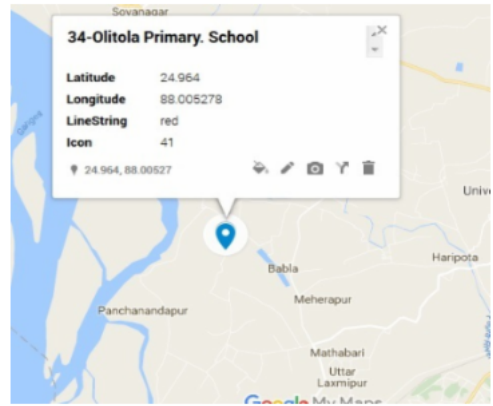 Sovanagar
34-Olitola Primary. School
Latitude 24.964
Longitude 88.005278
LineString red
Icon 41
24.964, 88.00527
Ganga
Univ
Babla
Haripota
Meherapur
Panchanandapur
Mathabari
Uttar
Laxmipur
Google My Maps